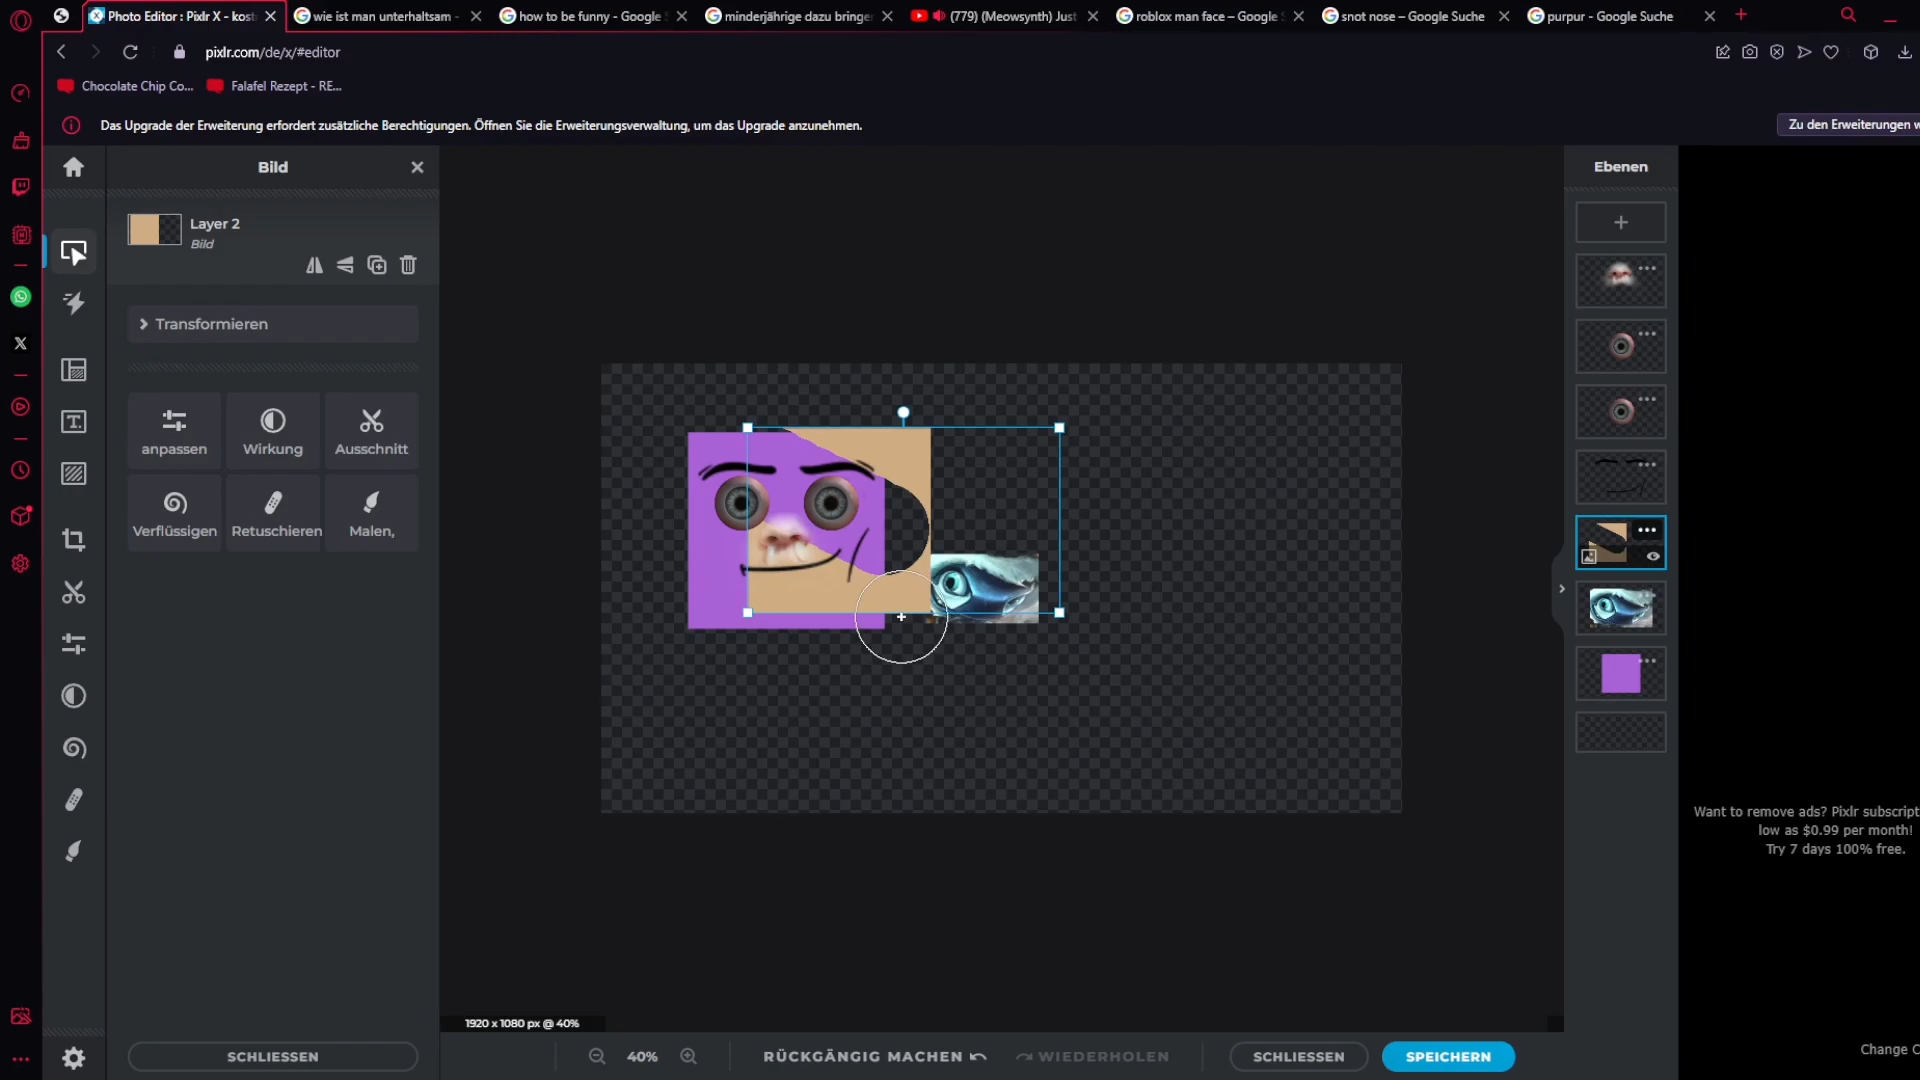 Photo Editor : Pixlr X - kost
wie ist man unterhaltsam -
how to be funny - Google S
minderjährige dazu bringen
(779) (Meowsynth) Just
roblox man face – Google S
snot nose – Google Suche
purpur - Google Suche
pixlr.com/de/x/#editor
Chocolate Chip Co...
Falafel Rezept - RE...
Das Upgrade der Erweiterung erfordert zusätzliche Berechtigungen. Öffnen Sie die Erweiterungsverwaltung, um das Upgrade anzunehmen.
Zu den Erweiterungen w
Bild
Ebenen
Layer 2
Bild
Transformieren
anpassen
Wirkung
Ausschnitt
Verflüssigen
Retuschieren
Malen,
Want to remove ads? Pixlr subscript
low as $0.99 per month!
Try 7 days 100% free.
1920 x 1080 px @ 40%
Change C
SCHLIESSEN
40%
RÜCKGÄNGIG MACHEN
WIEDERHOLEN
SCHLIESSEN
SPEICHERN